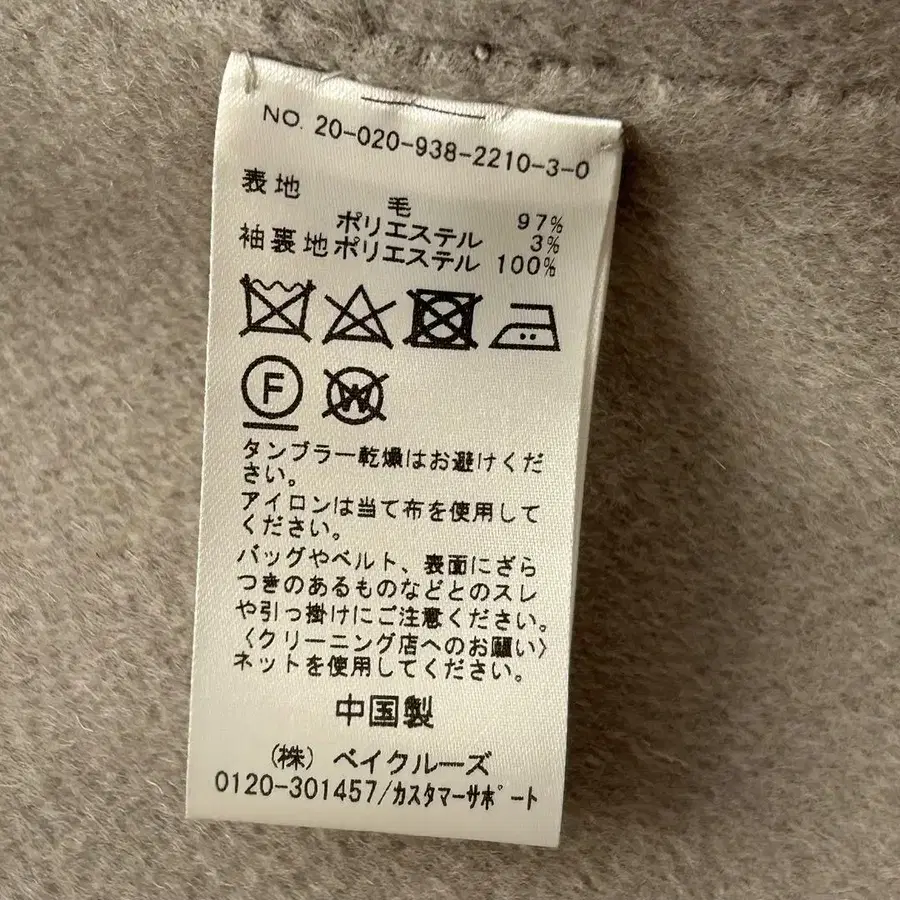 NO. 20-020-938-2210-3-0
表地 毛 97%
ポリエステル 3%
袖裏地 ポリエステル 100%
F W
タンブラー乾燥はお避けくだ
さい。
アイロンは当て布を使用して
ください。
バッグやベルト、表面にざら
つきのあるものなどとのスレ
や引っ掛けにご注意ください。
〈クリーニング店へのお願い〉
ネットを使用してください。
中国製
(株) ベイクルーズ
0120-301457/カスタマーサポート